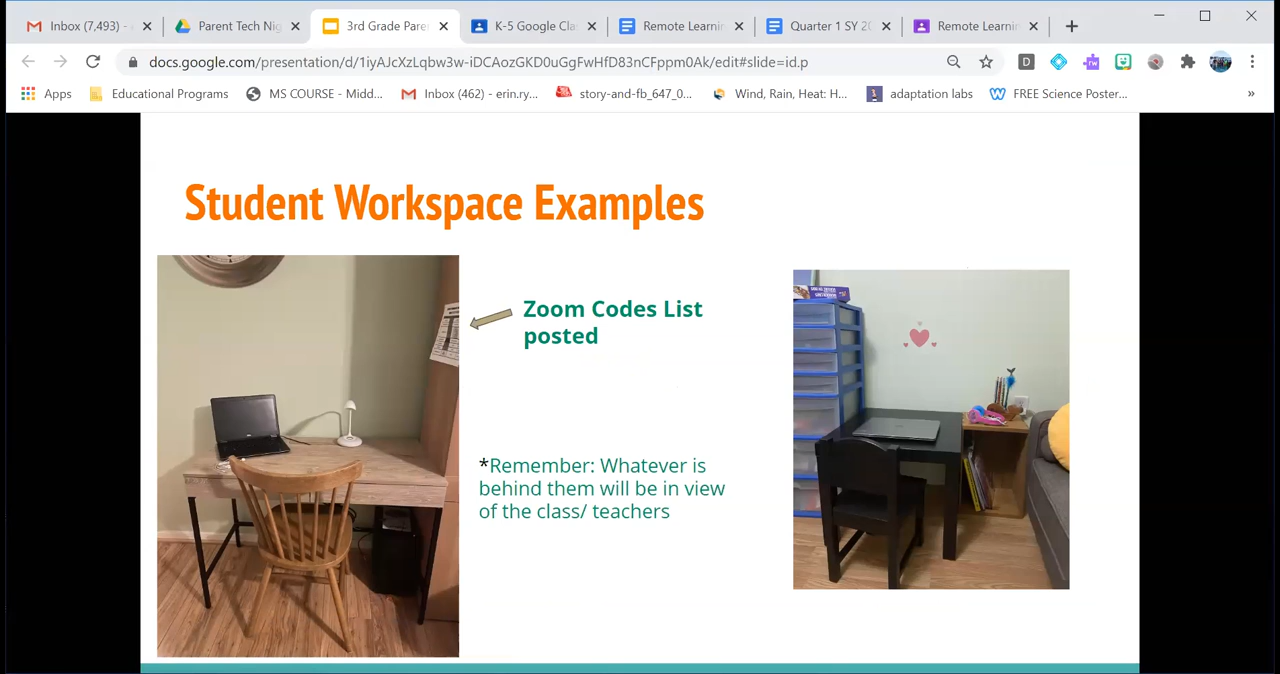 Inbox (7,493) -
Parent Tech Nig
3rd Grade Pare
K-5 Google Cla
Remote Learnin
Quarter 1 SY 20
Remote Learnin
docs.google.com/presentation/d/1iyAJcXzLqbw3w-iDCAozGKD0uGgFwHfD83nCFppm0Ak/edit#slide=id.p
Apps
Educational Programs
MS COURSE - Midd...
Inbox (462) - erin.ry...
story-and-fb_647_0...
Wind, Rain, Heat: H...
adaptation labs
FREE Science Poster...
»
Student Workspace Examples
Zoom Codes List
posted
*Remember: Whatever is
behind them will be in view
of the class/ teachers